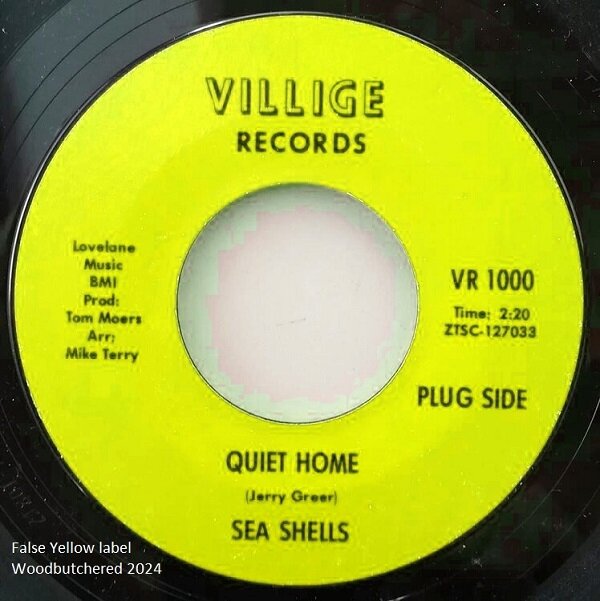 VILLIGE
RECORDS
Lovelane
Music
BMI
Prod:
Tom Moers
Arr:
Mike Terry
VR 1000
Time: 2:20
ZTSC-127033
PLUG SIDE
QUIET HOME
(Jerry Greer)
SEA SHELLS
False Yellow label
Woodbutchered 2024